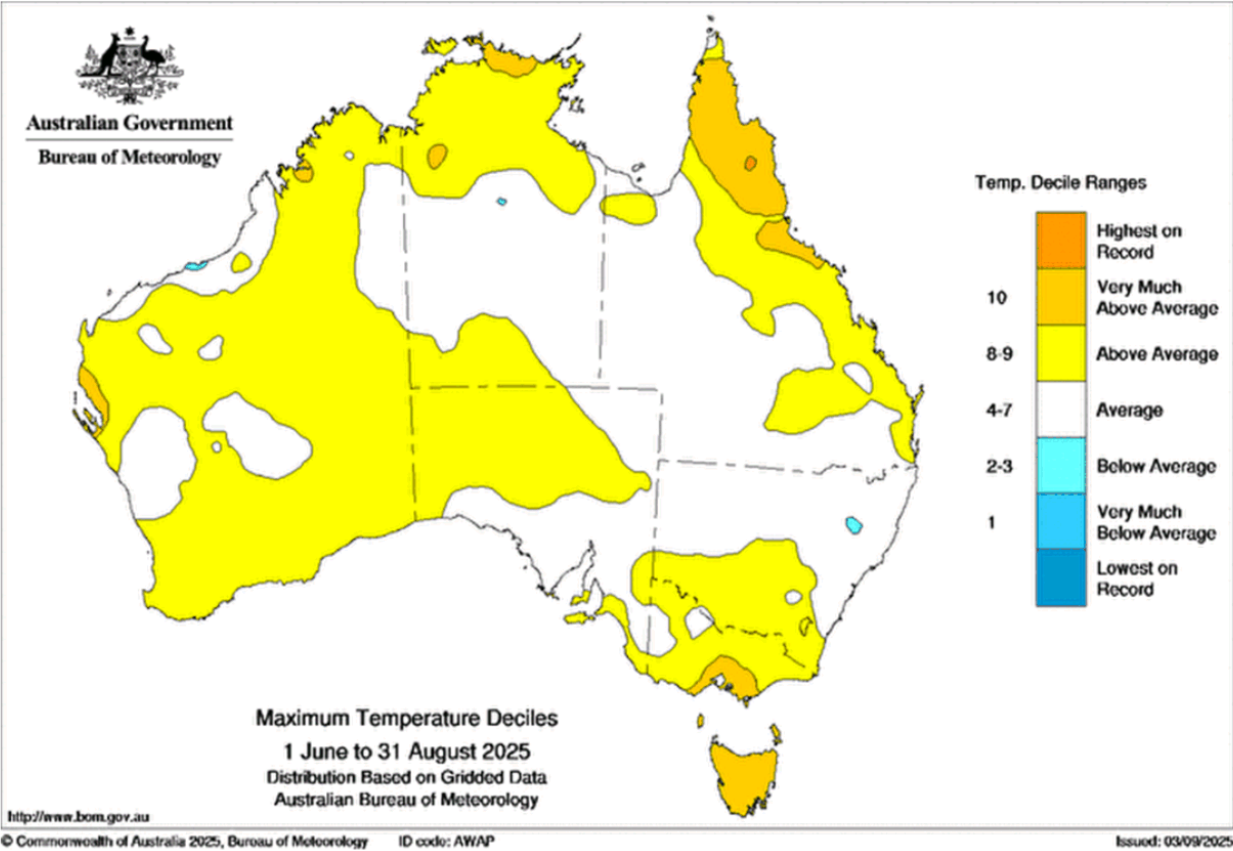 Australian Government
Bureau of Meteorology
Temp. Decile Ranges
Highest on
Record
10
Very Much
Above Average
8-9
Above Average
4-7
Average
2-3
Below Average
1
Very Much
Below Average
Lowest on
Record
Maximum Temperature Deciles
1 June to 31 August 2025
Distribution Based on Gridded Data
Australian Bureau of Meteorology
http://www.bom.gov.au
© Commonwealth of Australia 2025, Bureau of Meteorology
ID code: AWAP
Issued: 03/09/2025